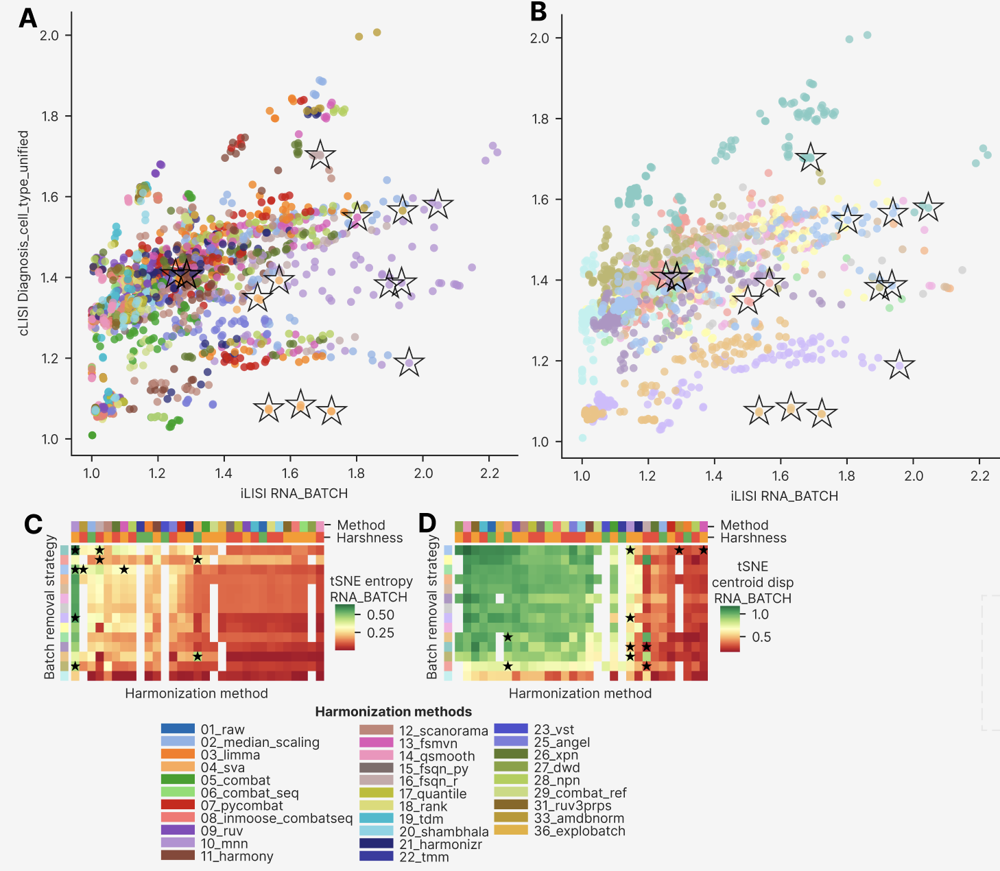 A
B
cLISI Diagnosis_cell_type_unified
2.0
1.8
1.6
1.4
1.2
1.0
1.0 1.2 1.4 1.6 1.8 2.0 2.2
iLISI RNA_BATCH
2.0
1.8
1.6
1.4
1.2
1.0
1.0 1.2 1.4 1.6 1.8 2.0 2.2
iLISI RNA_BATCH
C
Method
Harshness
Batch removal strategy
tSNE entropy
RNA_BATCH
0.50
0.25
Harmonization method
D
Method
Harshness
Batch removal strategy
tSNE
centroid disp
RNA_BATCH
1.0
0.5
Harmonization method
Harmonization methods
01_raw
02_median_scaling
03_limma
04_sva
05_combat
06_combat_seq
07_pycombat
08_inmoose_combatseq
09_ruv
10_mnn
11_harmony
12_scanorama
13_fsmvn
14_qsmooth
15_fsqn_py
16_fsqn_r
17_quantile
18_rank
19_tdm
20_shambhala
21_harmonizr
22_tmm
23_vst
25_angel
26_xpn
27_dwd
28_npn
29_combat_ref
31_ruv3prps
33_amdbnorm
36_explobatch